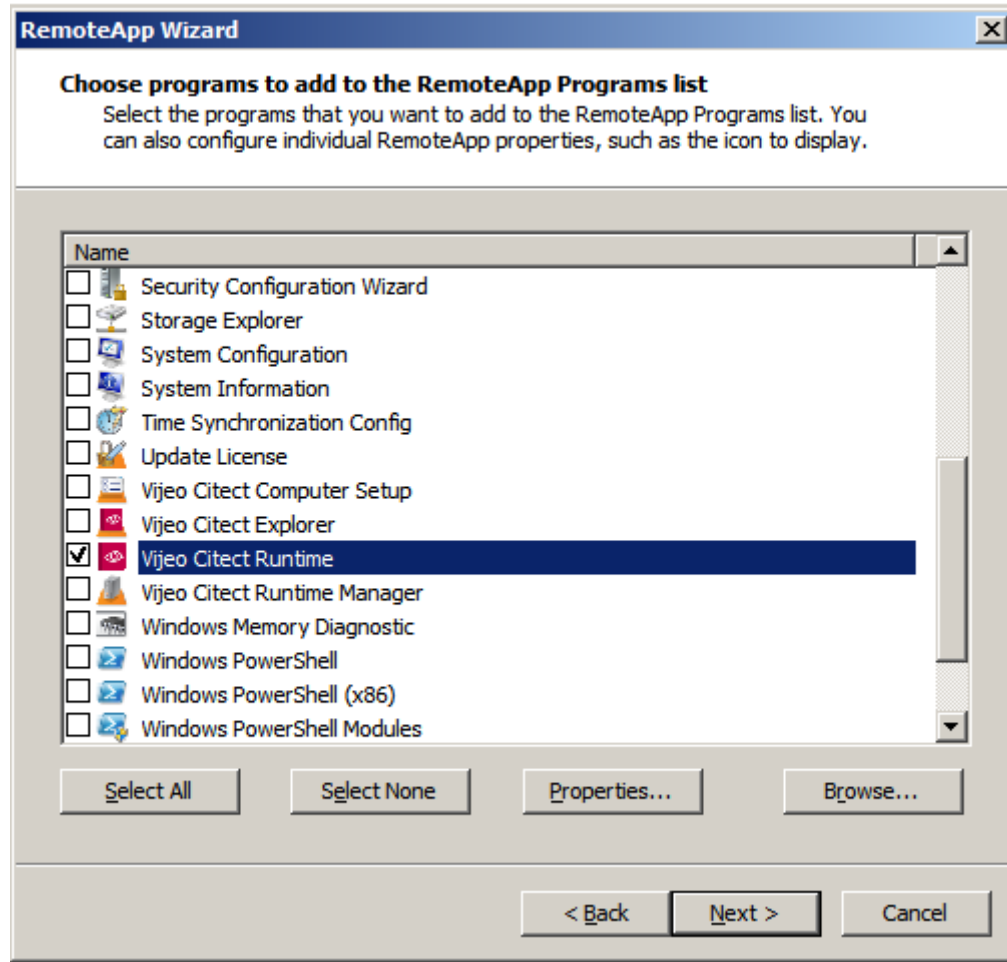 RemoteApp Wizard
Choose programs to add to the RemoteApp Programs list
Select the programs that you want to add to the RemoteApp Programs list. You
can also configure individual RemoteApp properties, such as the icon to display.
Name
Security Configuration Wizard
Storage Explorer
System Configuration
System Information
Time Synchronization Config
Update License
Vijeo Citect Computer Setup
Vijeo Citect Explorer
Vijeo Citect Runtime
Vijeo Citect Runtime Manager
Windows Memory Diagnostic
Windows PowerShell
Windows PowerShell (x86)
Windows PowerShell Modules
Select All Select None Properties... Browse...
< Back Next > Cancel